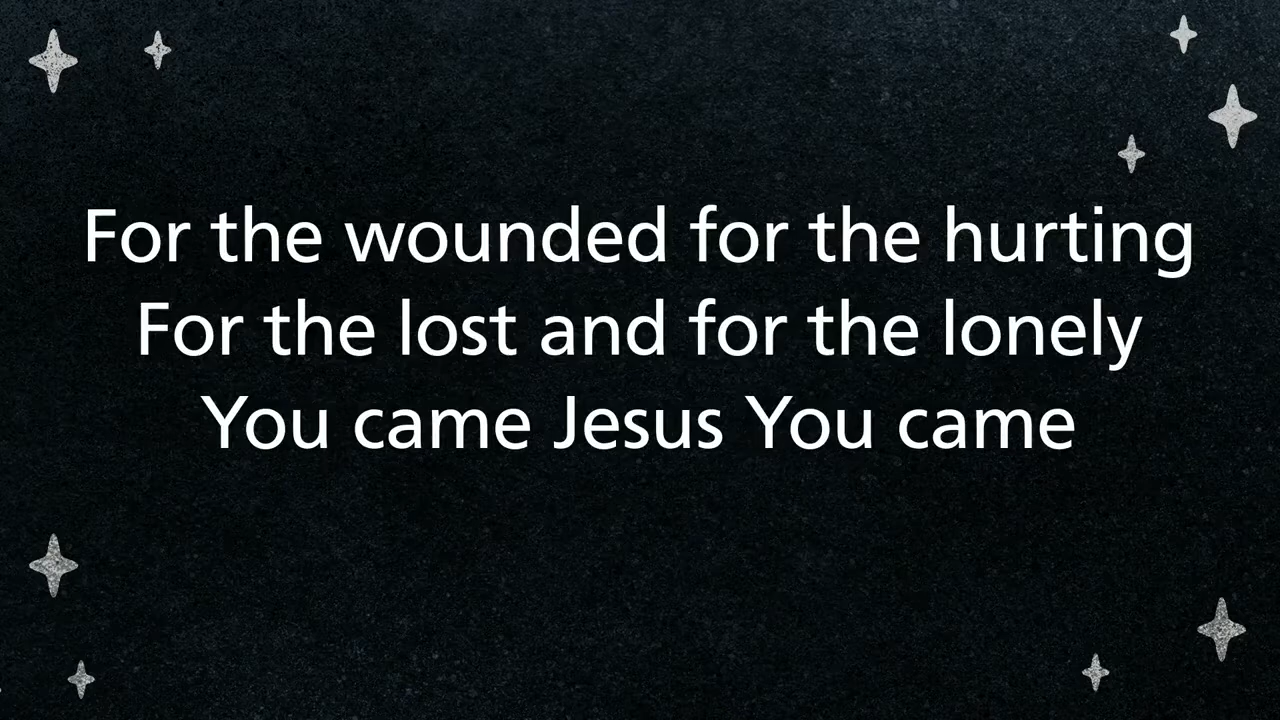 For the wounded for the hurting
For the lost and for the lonely
You came Jesus You came